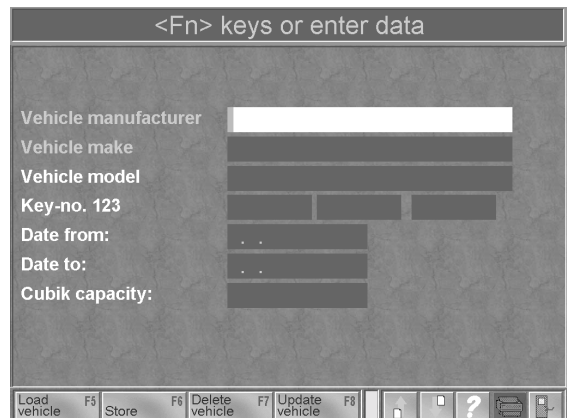 <Fn> keys or enter data
Vehicle manufacturer
Vehicle make
Vehicle model
Key-no. 123
Date from: . .
Date to: . .
Cubik capacity:
Load vehicle F5 Store F6 Delete vehicle F7 Update vehicle F8 ?